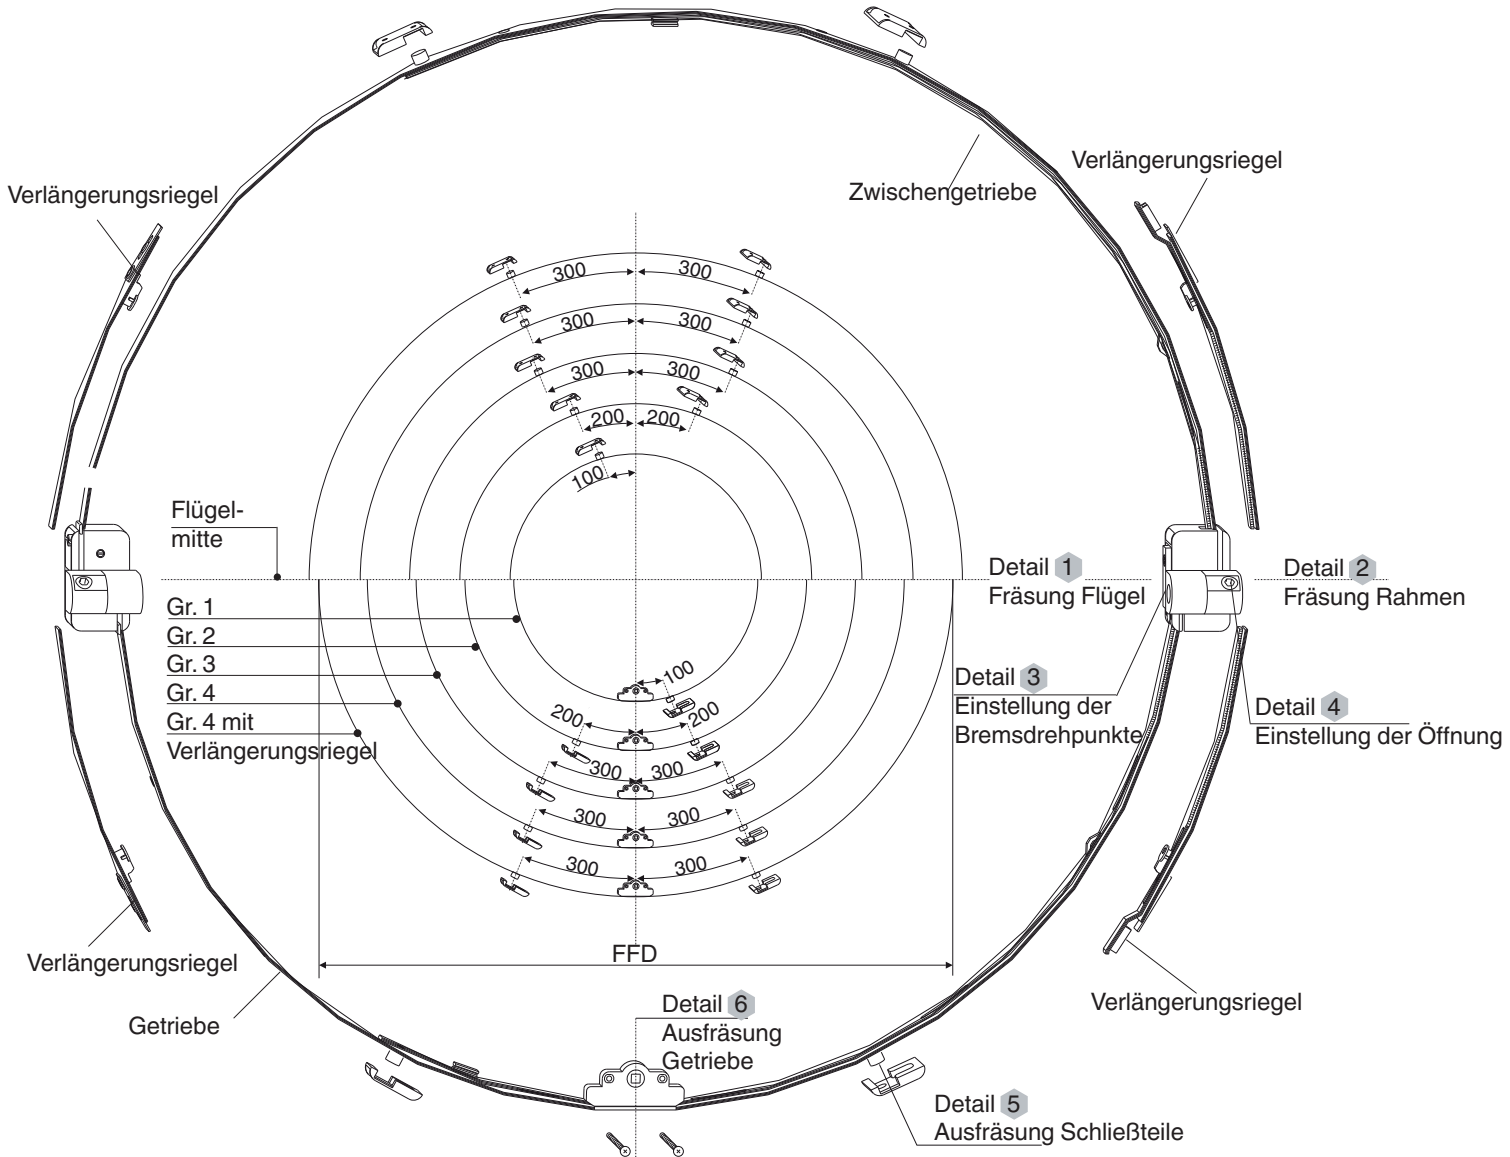 Verlängerungsriegel
Zwischengetriebe
Verlängerungsriegel
300
300
300
300
300
300
200
200
100
Flügel-
mitte
Detail 1
Fräsung Flügel
Detail 2
Fräsung Rahmen
Gr. 1
Gr. 2
Gr. 3
Gr. 4
Gr. 4 mit
Verlängerungsriegel
100
200
200
300
300
300
300
300
300
Detail 3
Einstellung der
Bremsdrehpunkte
Detail 4
Einstellung der Öffnung
FFD
Verlängerungsriegel
Verlängerungsriegel
Getriebe
Detail 6
Ausfräsung
Getriebe
Detail 5
Ausfräsung Schließteile